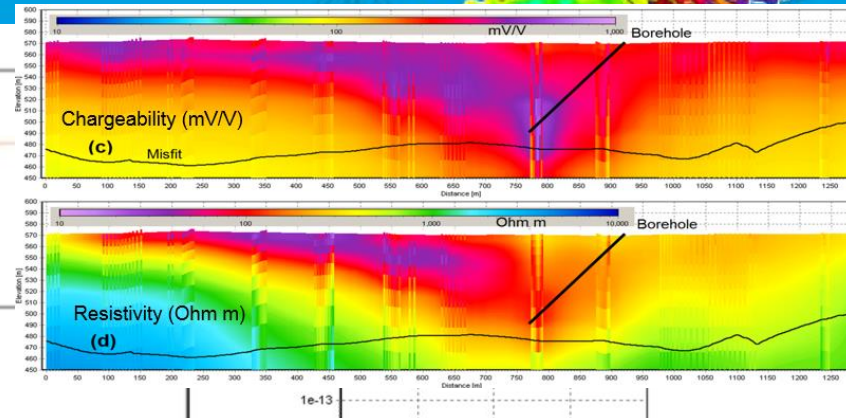 600
590
580
570
560
550
540
530
520
510
500
490
480
470
460
450
Elevation [m]
10 100 1,000
mV/V
Borehole
Chargeability (mV/V)
(c)
Misfit
0 50 100 150 200 250 300 350 400 450 500 550 600 650 700 750 800 850 900 950 1000 1050 1100 1150 1200 1250
Distance [m]
600
590
580
570
560
550
540
530
520
510
500
490
480
470
460
450
Elevation [m]
10 100 1,000 10,000
Ohm m
Borehole
Resistivity (Ohm m)
(d)
0 50 100 150 200 250 300 350 400 450 500 550 600 650 700 750 800 850 900 950 1000 1050 1100 1150 1200 1250
Distance [m]
1e-13